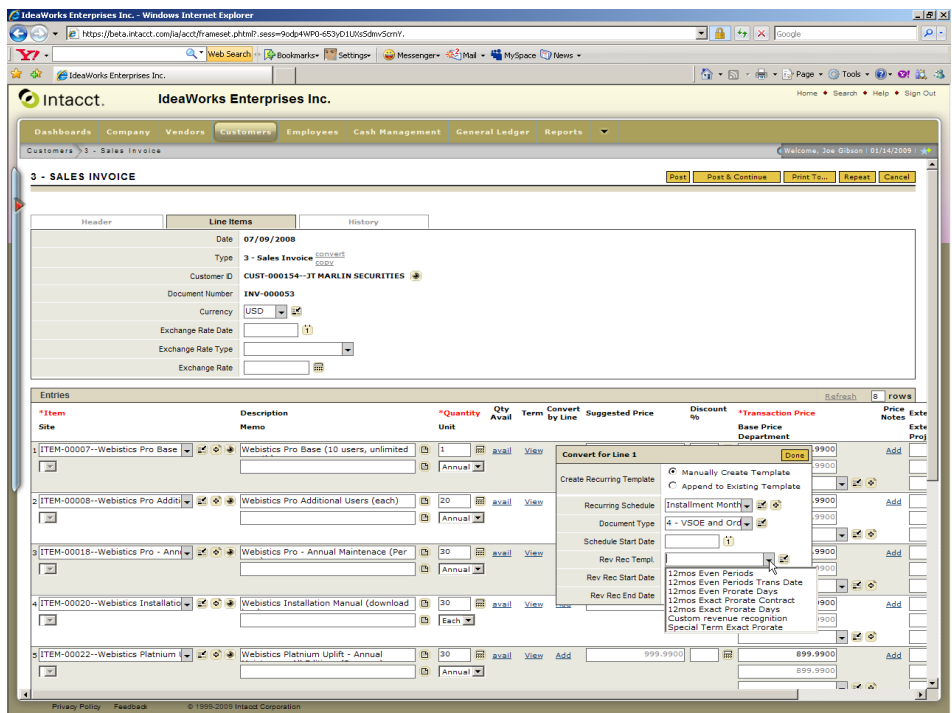 IdeaWorks Enterprises Inc. - Windows Internet Explorer
https://beta.intacct.com/ia/acct/frameset.phtml?.sess=9odp4WP0-653yD1UXsSdmvScrnY.
Google
Web Search Bookmarks Settings Messenger Mail MySpace News
IdeaWorks Enterprises Inc.
Page Tools
Intacct. IdeaWorks Enterprises Inc.
Home Search Help Sign Out
Dashboards Company Vendors Customers Employees Cash Management General Ledger Reports
Customers 3 - Sales Invoice
Welcome, Joe Gibson | 01/14/2009
3 - SALES INVOICE
Post Post & Continue Print To... Repeat Cancel
Header Line Items History
Date 07/09/2008
Type 3 - Sales Invoice convert copy
Customer ID CUST-000154--JT MARLIN SECURITIES
Document Number INV-000053
Currency USD
Exchange Rate Date
Exchange Rate Type
Exchange Rate
Entries
Refresh 8 rows
*Item Description *Quantity Qty Avail Term Convert by Line Suggested Price Discount % *Transaction Price Price Notes
Site Memo Unit Base Price
Department
1 ITEM-00007--Webistics Pro Base Webistics Pro Base (10 users, unlimited 1 avail View .9900 Add
Annual .9900
Convert for Line 1 Done
Create Recurring Template
Manually Create Template
Append to Existing Template
Recurring Schedule Installment Month
Document Type 4 - VSOE and Ord
Schedule Start Date
Rev Rec Templ.
Rev Rec Start Date
Rev Rec End Date
12mos Even Periods
12mos Even Periods Trans Date
12mos Even Prorate Days
12mos Exact Prorate Contract
12mos Exact Prorate Days
Custom revenue recognition
Special Term Exact Prorate
2 ITEM-00008--Webistics Pro Additi Webistics Pro Additional Users (each) 20 avail View .9900 Add
Annual .9900
3 ITEM-00018--Webistics Pro - Ann Webistics Pro - Annual Maintenace (Per 30 avail View .9900 Add
Annual
4 ITEM-00020--Webistics Installatio Webistics Installation Manual (download 30 avail View Add
Each
5 ITEM-00022--Webistics Platnium U Webistics Platnium Uplift - Annual 30 avail View Add 999.9900 899.9900 Add
Annual 899.9900
Privacy Policy Feedback © 1999-2009 Intacct Corporation